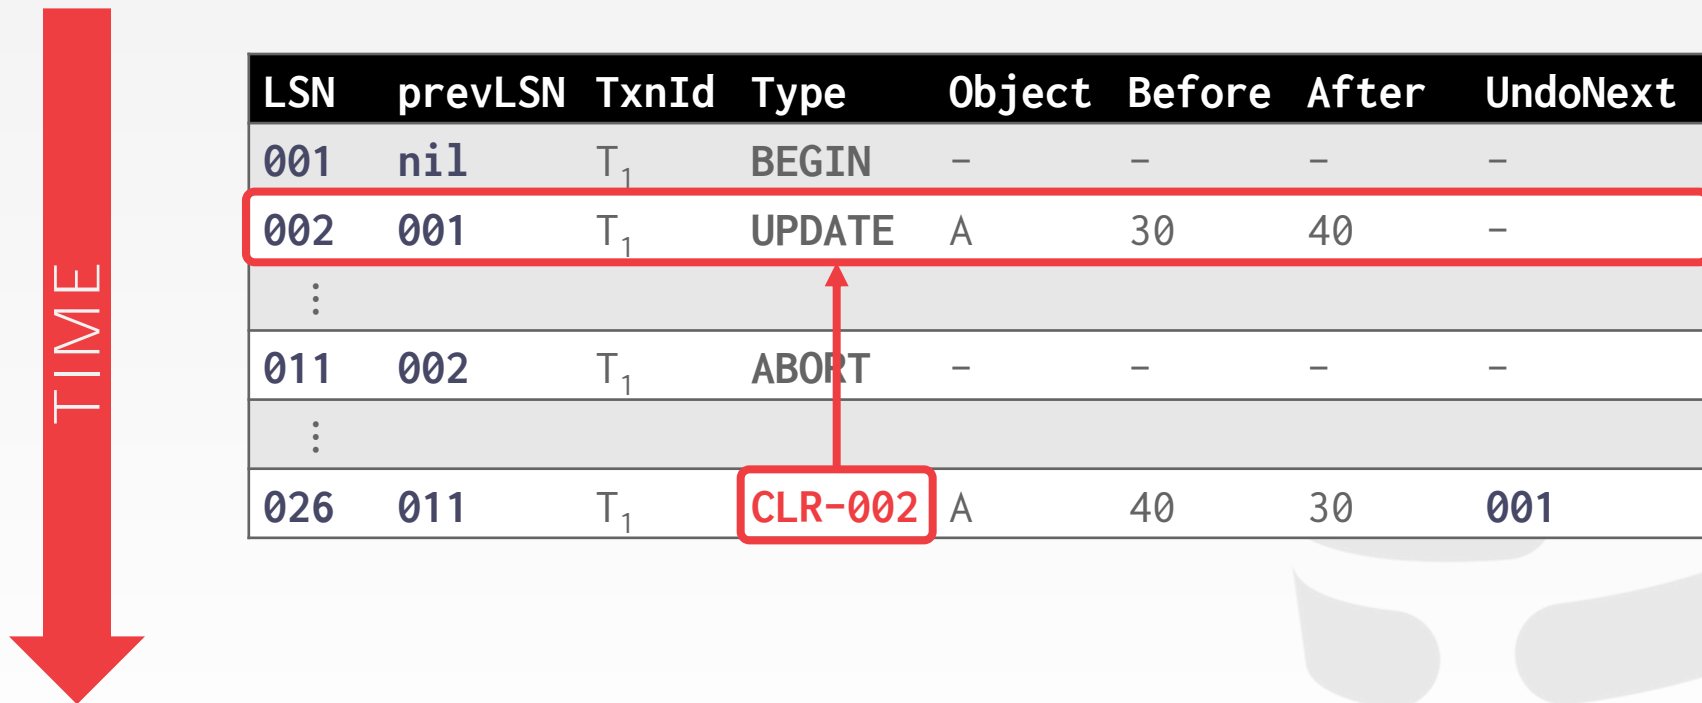 TIME
LSN prevLSN TxnId Type Object Before After UndoNext
001 nil T1 BEGIN - - - -
002 001 T1 UPDATE A 30 40 -
⋮
011 002 T1 ABORT - - - -
⋮
026 011 T1 CLR-002 A 40 30 001